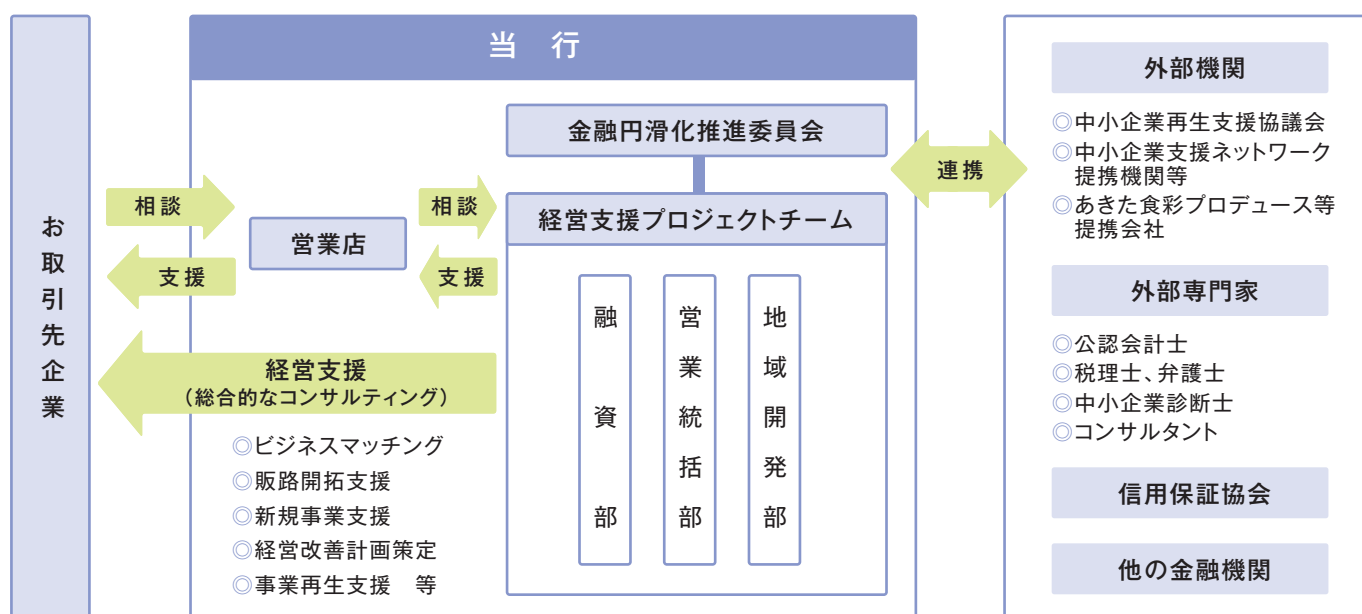 お取引先企業
当 行
金融円滑化推進委員会
経営支援プロジェクトチーム
融資部
営業統括部
地域開発部
相談
営業店
相談
支援
支援
経営支援
（総合的なコンサルティング）
◎ビジネスマッチング
◎販路開拓支援
◎新規事業支援
◎経営改善計画策定
◎事業再生支援　等
連携
外部機関
◎中小企業再生支援協議会
◎中小企業支援ネットワーク
提携機関等
◎あきた食彩プロデュース等
提携会社
外部専門家
◎公認会計士
◎税理士、弁護士
◎中小企業診断士
◎コンサルタント
信用保証協会
他の金融機関